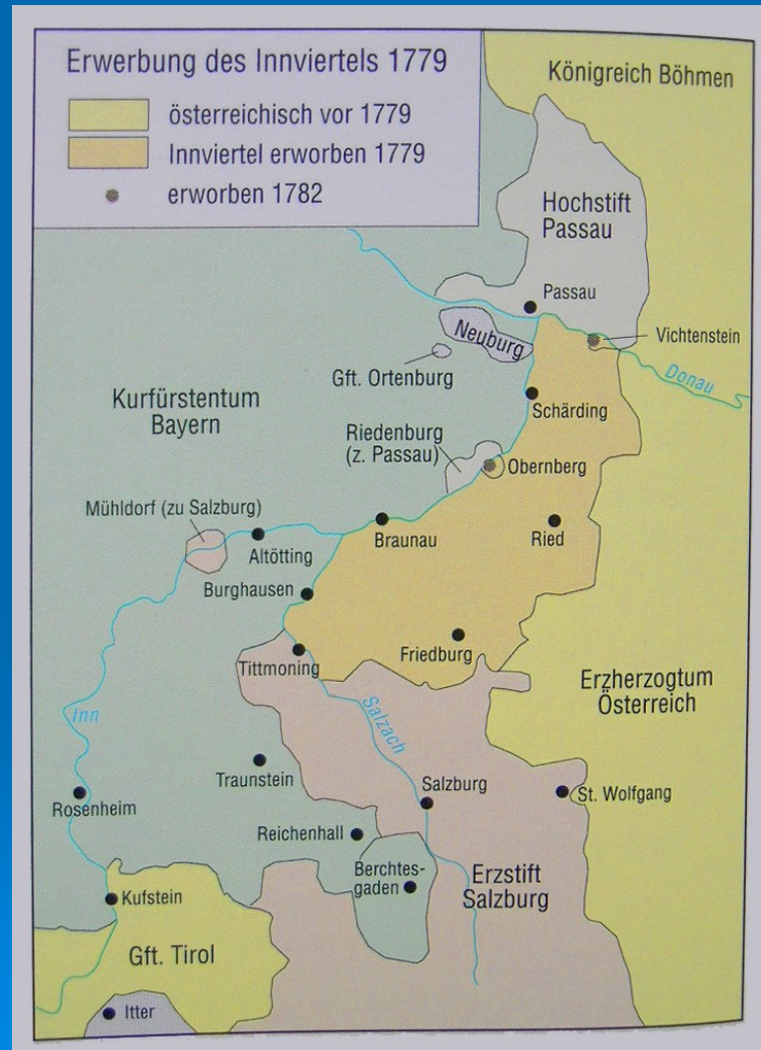 Erwerbung des Innviertels 1779
österreichisch vor 1779
Innviertel erworben 1779
erworben 1782
Königreich Böhmen
Hochstift
Passau
Passau
Neuburg
Vichtenstein
Donau
Gft. Ortenburg
Kurfürstentum
Bayern
Schärding
Riedenburg
(z. Passau)
Obernberg
Mühldorf (zu Salzburg)
Altötting
Braunau
Ried
Burghausen
Tittmoning
Friedburg
Erzherzogtum
Österreich
Inn
Salzach
Traunstein
Salzburg
St. Wolfgang
Rosenheim
Reichenhall
Berchtes-
gaden
Erzstift
Salzburg
Kufstein
Gft. Tirol
Itter